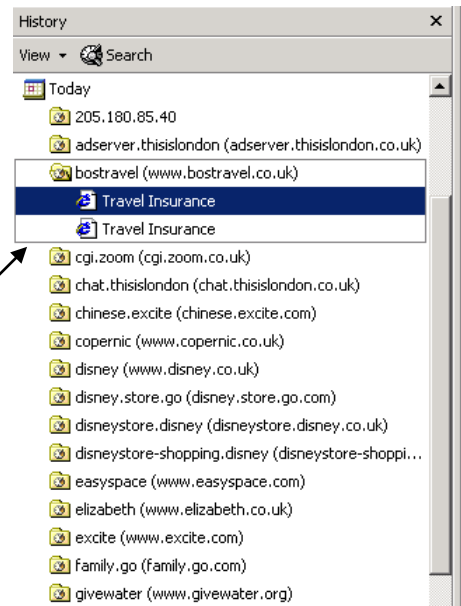 History
View Search
Today
205.180.85.40
adserver.thisislondon (adserver.thisislondon.co.uk)
bostravel (www.bostravel.co.uk)
Travel Insurance
Travel Insurance
cgi.zoom (cgi.zoom.co.uk)
chat.thisislondon (chat.thisislondon.co.uk)
chinese.excite (chinese.excite.com)
copernic (www.copernic.co.uk)
disney (www.disney.co.uk)
disney.store.go (disney.store.go.com)
disneystore.disney (disneystore.disney.co.uk)
disneystore-shopping.disney (disneystore-shoppi...
easyspace (www.easyspace.com)
elizabeth (www.elizabeth.co.uk)
excite (www.excite.com)
family.go (family.go.com)
givewater (www.givewater.org)